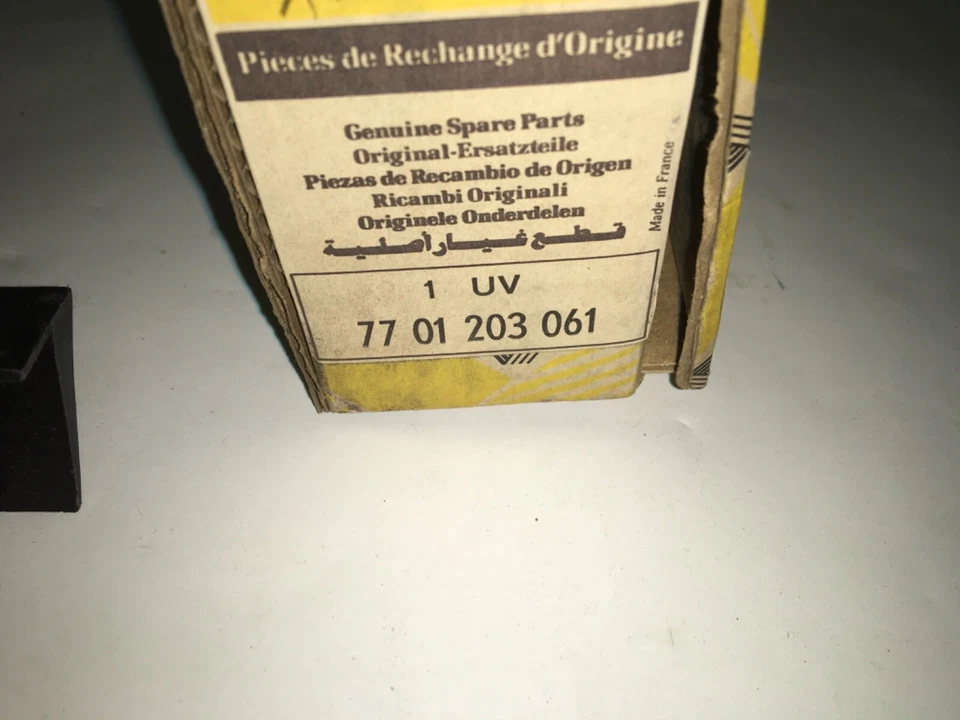 Pièces de Rechange d'Origine
Genuine Spare Parts
Original-Ersatzteile
Piezas de Recambio de Origen
Ricambi Originali
Originele Onderdelen
قطع غيار أصلية
Made in France
1 UV
77 01 203 061